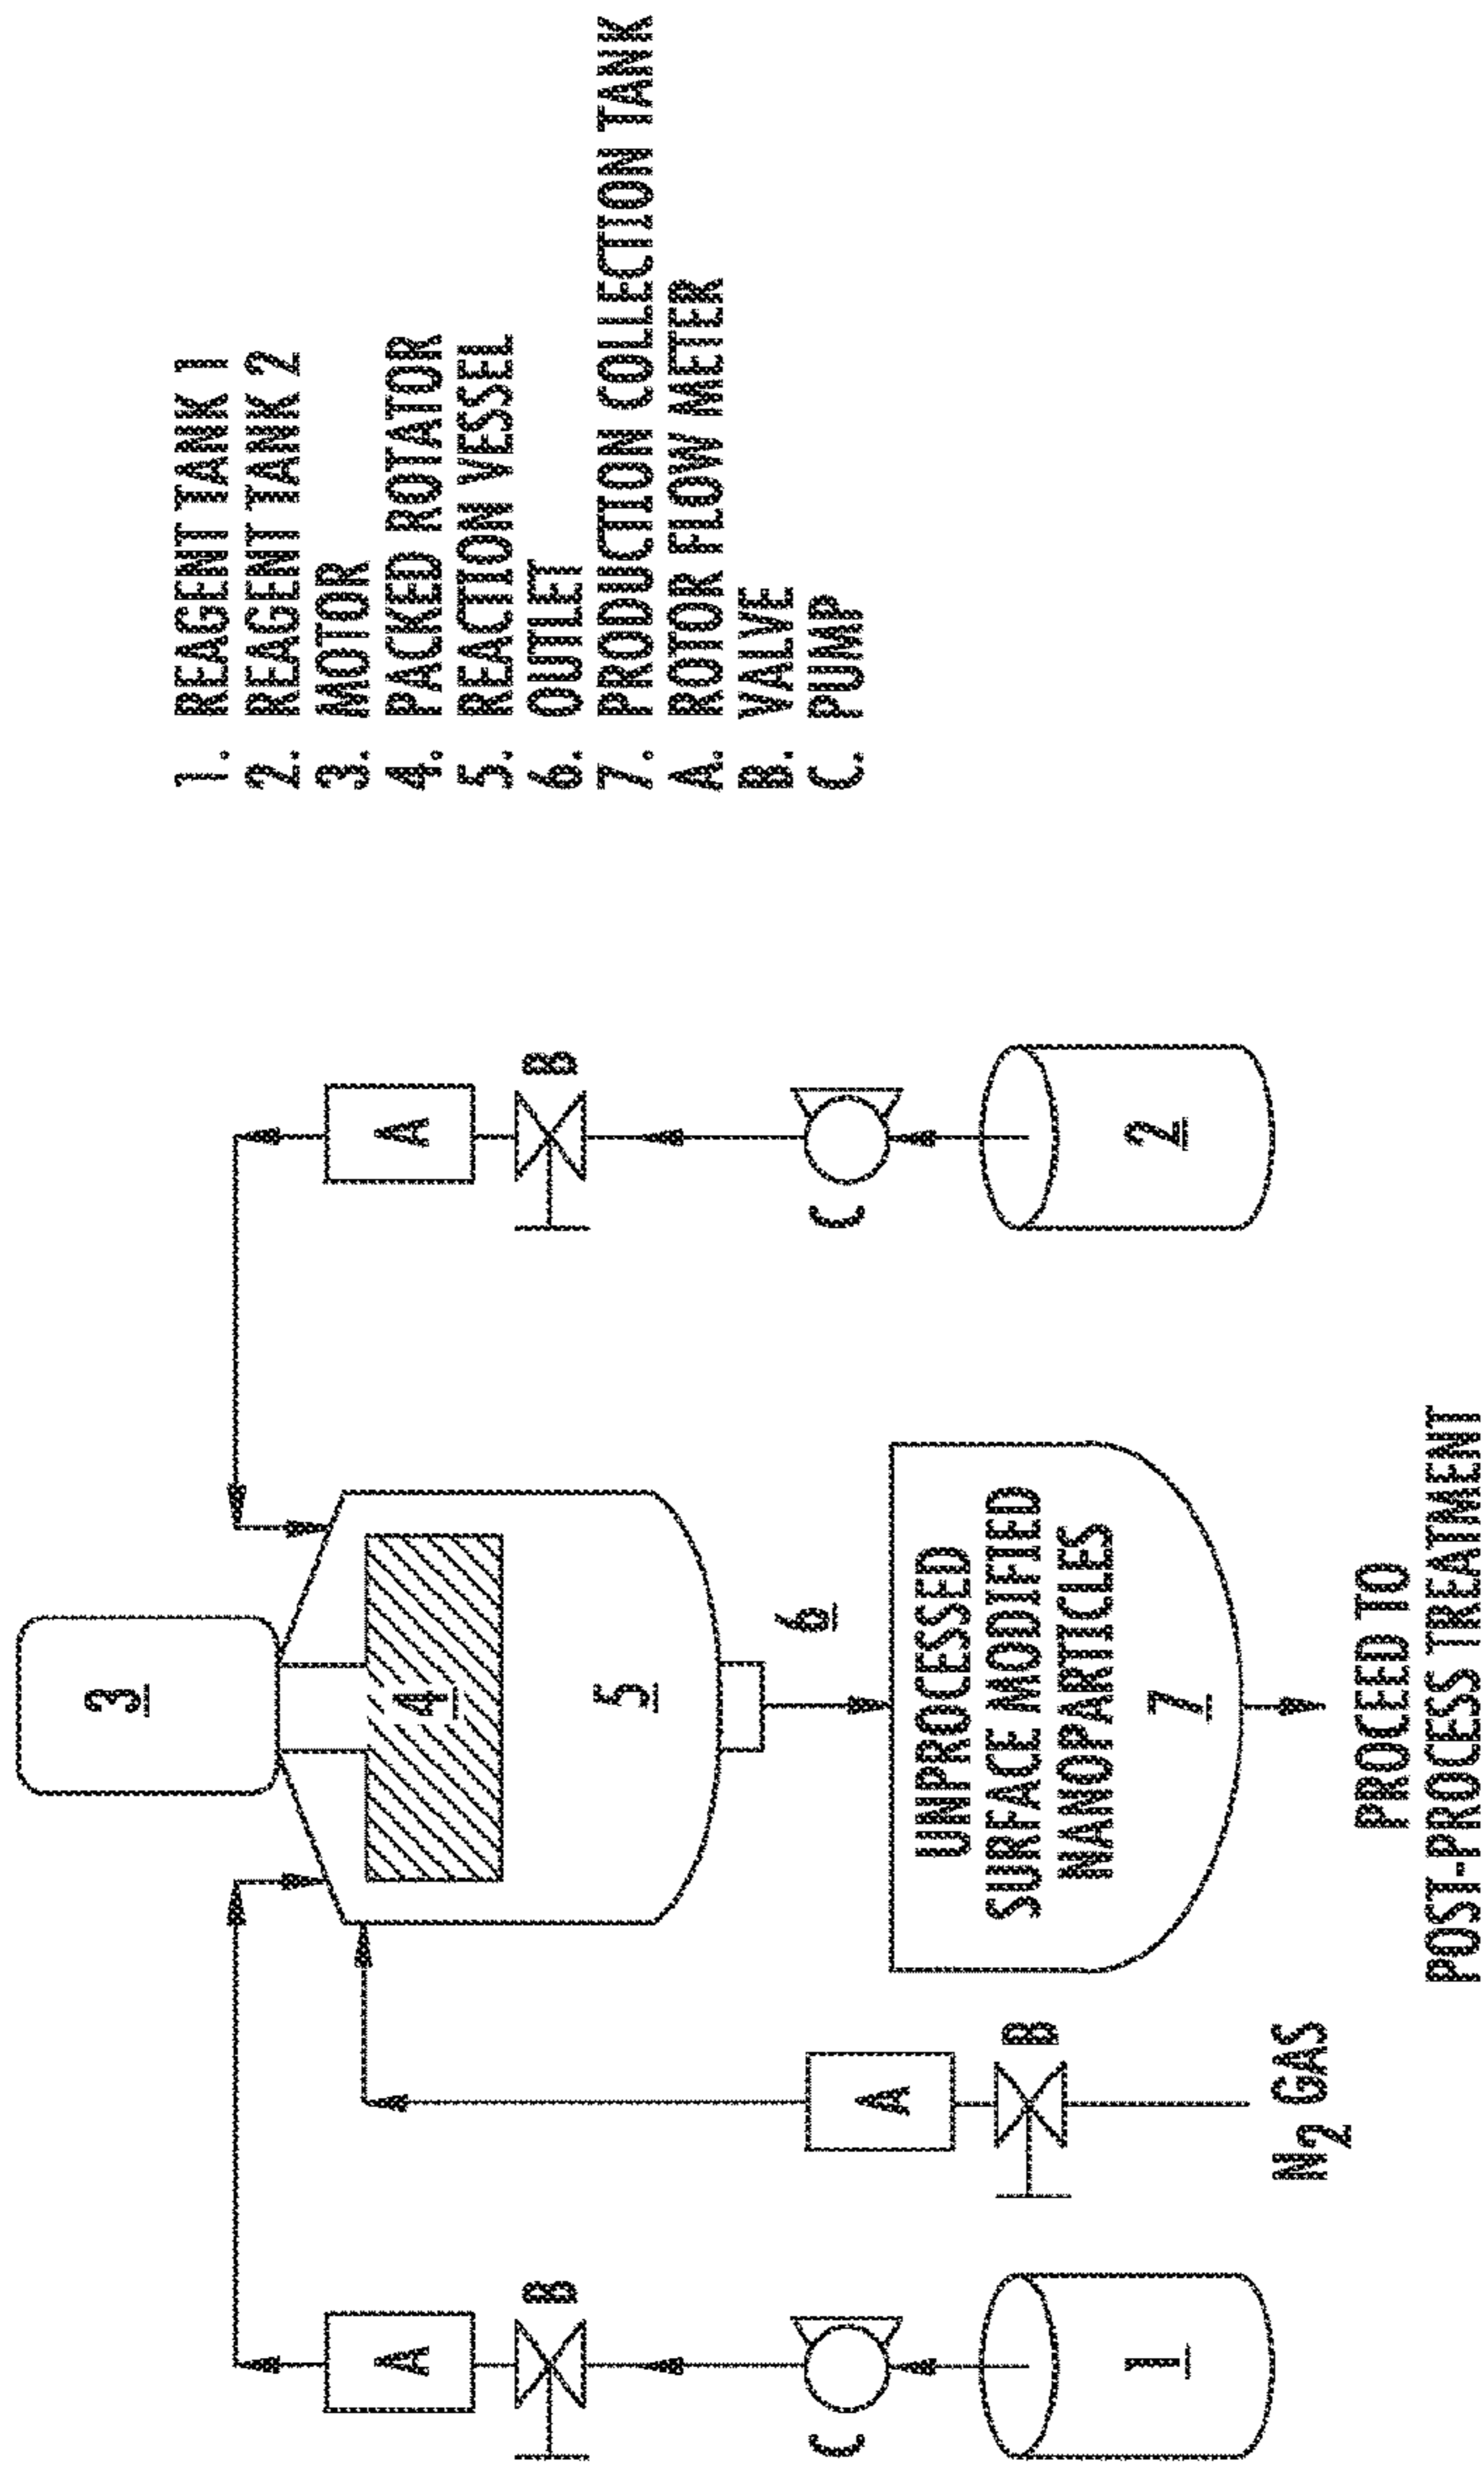 3
A
B
C
1
A
B
N2 GAS
4
5
6
UNPROCESSED
SURFACE MODIFIED
NANOPARTICLES
7
PROCEED TO
POST-PROCESS TREATMENT
A
B
C
2
1. REAGENT TANK 1
2. REAGENT TANK 2
3. MOTOR
4. PACKED ROTATOR
5. REACTION VESSEL
6. OUTLET
7. PRODUCTION COLLECTION TANK
A. ROTOR FLOW METER
B. VALVE
C. PUMP